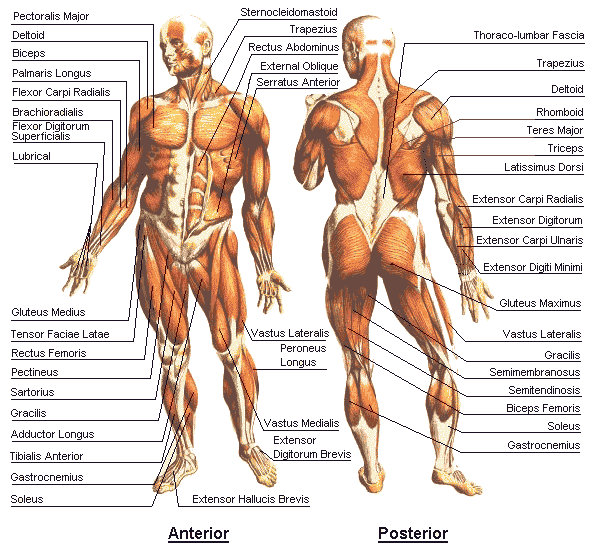 Pectoralis Major
Deltoid
Biceps
Palmaris Longus
Flexor Carpi Radialis
Brachioradialis
Flexor Digitorum
Superficialis
Lubrical
Gluteus Medius
Tensor Faciae Latae
Rectus Femoris
Pectineus
Sartorius
Gracilis
Adductor Longus
Tibialis Anterior
Gastrocnemius
Soleus
Sternocleidomastoid
Trapezius
Rectus Abdominus
External Oblique
Serratus Anterior
Vastus Lateralis
Peroneus
Longus
Vastus Medialis
Extensor
Digitorum Brevis
Extensor Hallucis Brevis
Thoraco-lumbar Fascia
Trapezius
Deltoid
Rhomboid
Teres Major
Triceps
Latissimus Dorsi
Extensor Carpi Radialis
Extensor Digitorum
Extensor Carpi Ulnaris
Extensor Digiti Minimi
Gluteus Maximus
Vastus Lateralis
Gracilis
Semimembranosus
Semitendinosis
Biceps Femoris
Soleus
Gastrocnemius
Anterior
Posterior